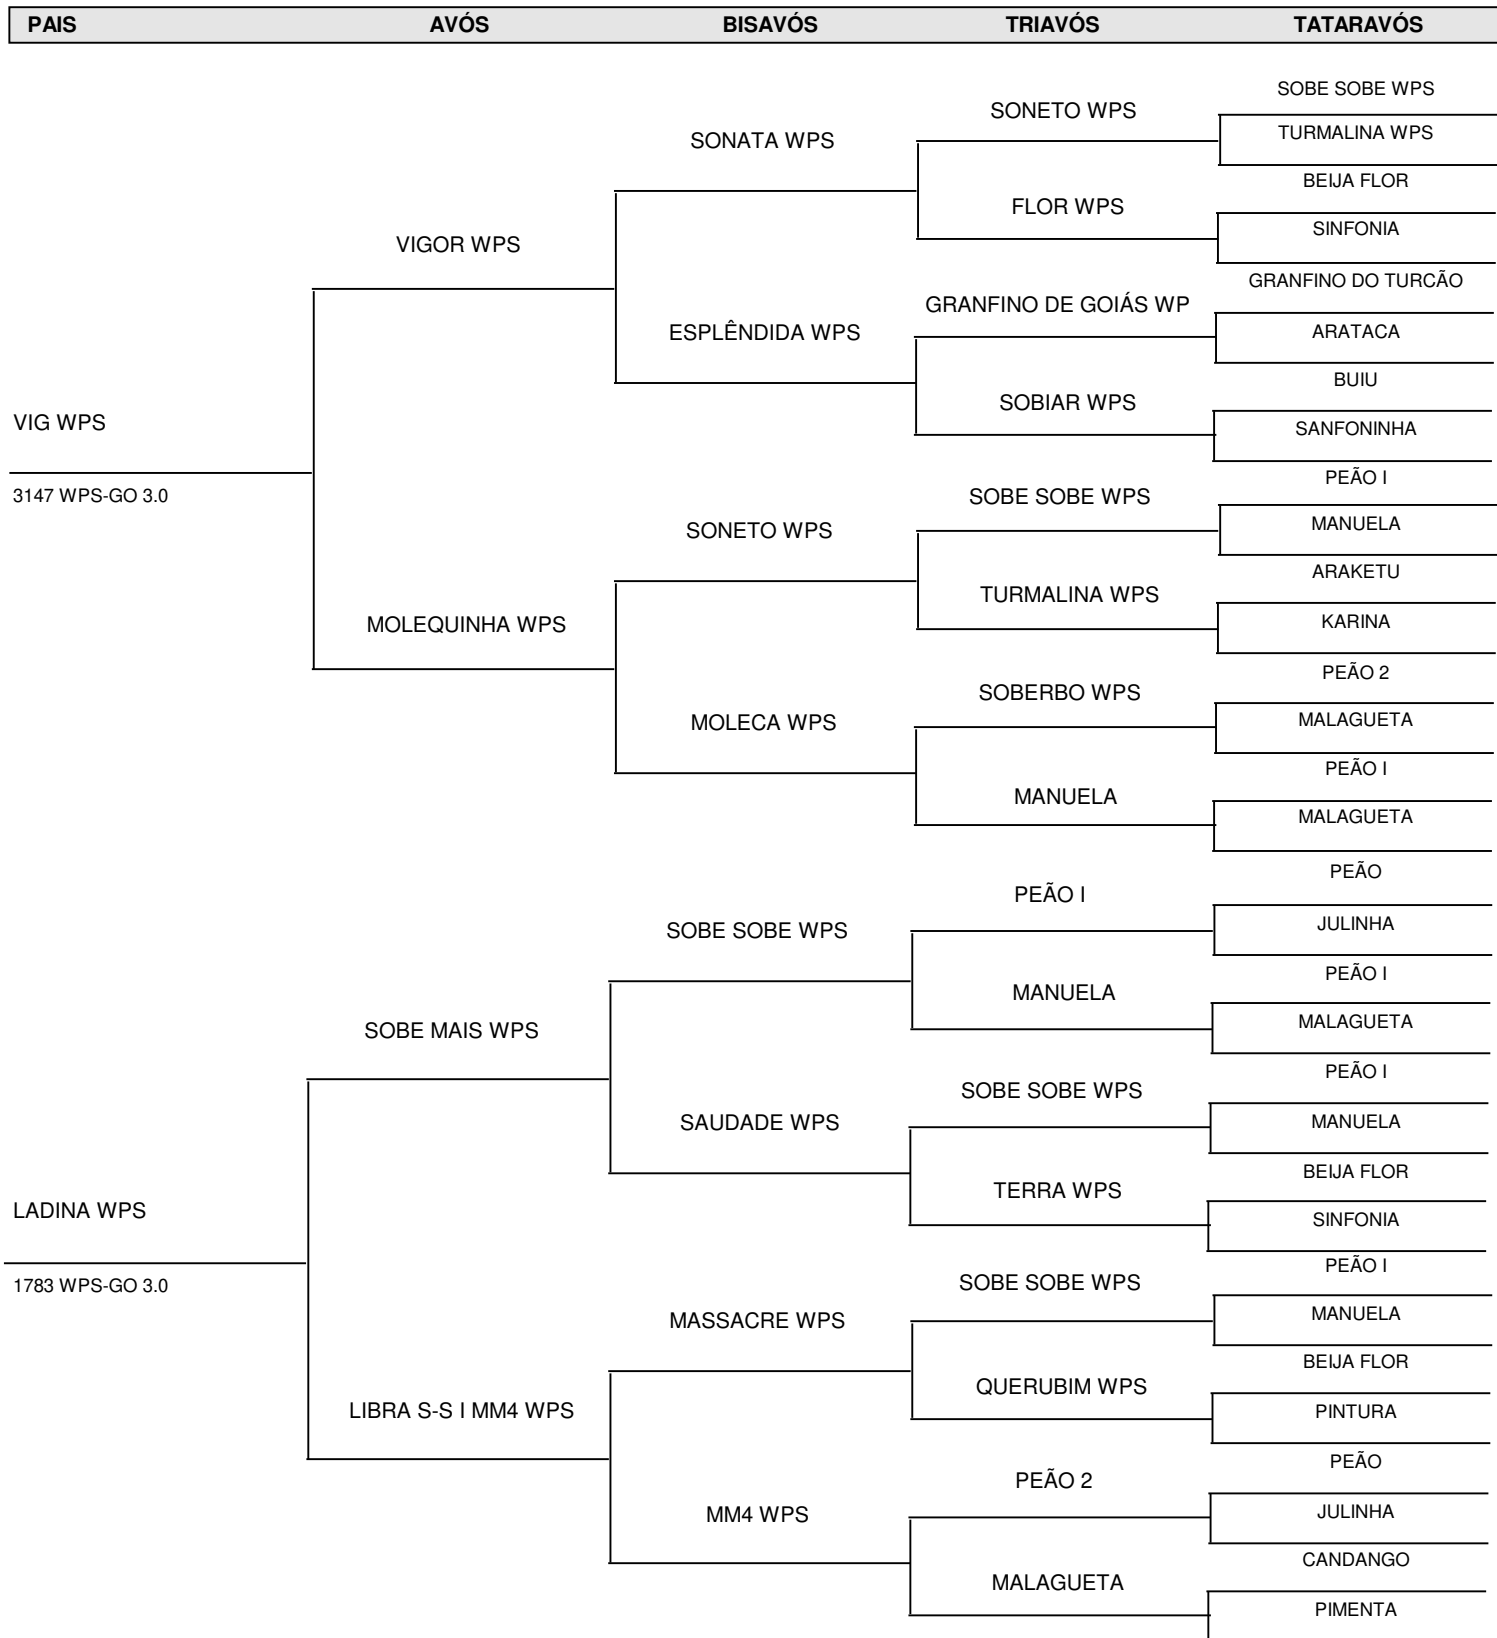 PAIS AVÓS BISAVÓS TRIAVÓS TATARAVÓS
SOBE SOBE WPS
SONETO WPS
TURMALINA WPS
SONATA WPS
BEIJA FLOR
FLOR WPS
SINFONIA
VIGOR WPS
GRANFINO DO TURCÃO
GRANFINO DE GOIÁS WP
ARATACA
ESPLÊNDIDA WPS
BUIU
SOBIAR WPS
VIG WPS
SANFONINHA
PEÃO I
3147 WPS-GO 3.0
SOBE SOBE WPS
MANUELA
SONETO WPS
ARAKETU
TURMALINA WPS
MOLEQUINHA WPS
KARINA
PEÃO 2
SOBERBO WPS
MALAGUETA
MOLECA WPS
PEÃO I
MANUELA
MALAGUETA
PEÃO
PEÃO I
JULINHA
SOBE SOBE WPS
PEÃO I
MANUELA
MALAGUETA
SOBE MAIS WPS
PEÃO I
SOBE SOBE WPS
MANUELA
SAUDADE WPS
BEIJA FLOR
TERRA WPS
LADINA WPS
SINFONIA
PEÃO I
1783 WPS-GO 3.0
SOBE SOBE WPS
MANUELA
MASSACRE WPS
BEIJA FLOR
QUERUBIM WPS
LIBRA S-S I MM4 WPS
PINTURA
PEÃO
PEÃO 2
JULINHA
MM4 WPS
CANDANGO
MALAGUETA
PIMENTA